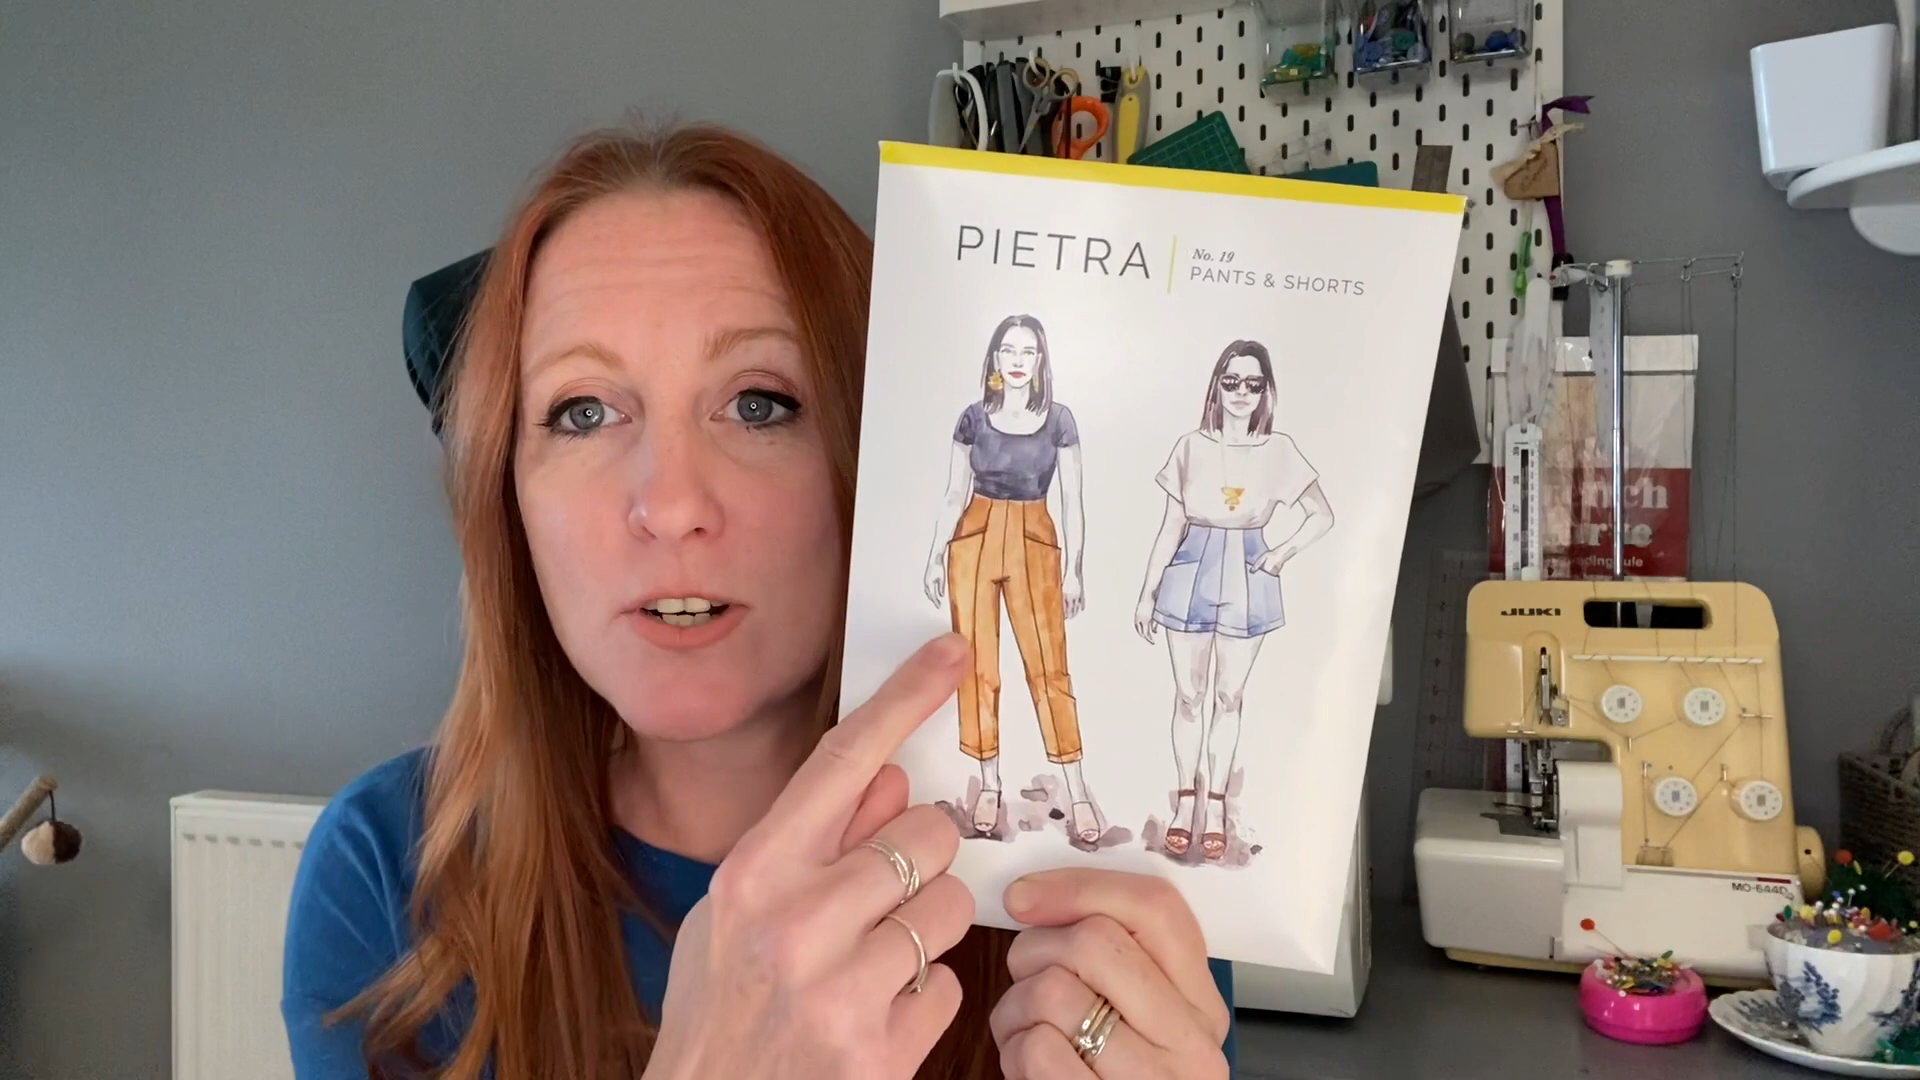 PIETRA
No. 19
PANTS & SHORTS
JUKI
MO-644D